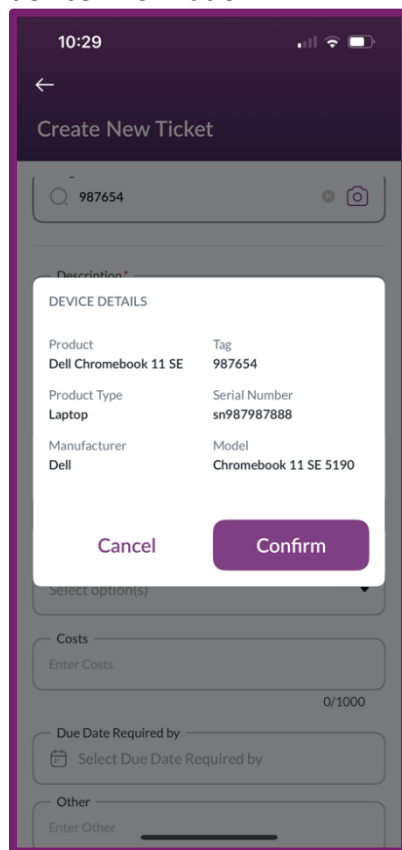 10:29
Create New Ticket
987654
Description*
DEVICE DETAILS
Product
Dell Chromebook 11 SE
Tag
987654
Product Type
Laptop
Serial Number
sn987987888
Manufacturer
Dell
Model
Chromebook 11 SE 5190
Cancel
Confirm
Select option(s)
Costs
Enter Costs
0/1000
Due Date Required by
Select Due Date Required by
Other
Enter Other